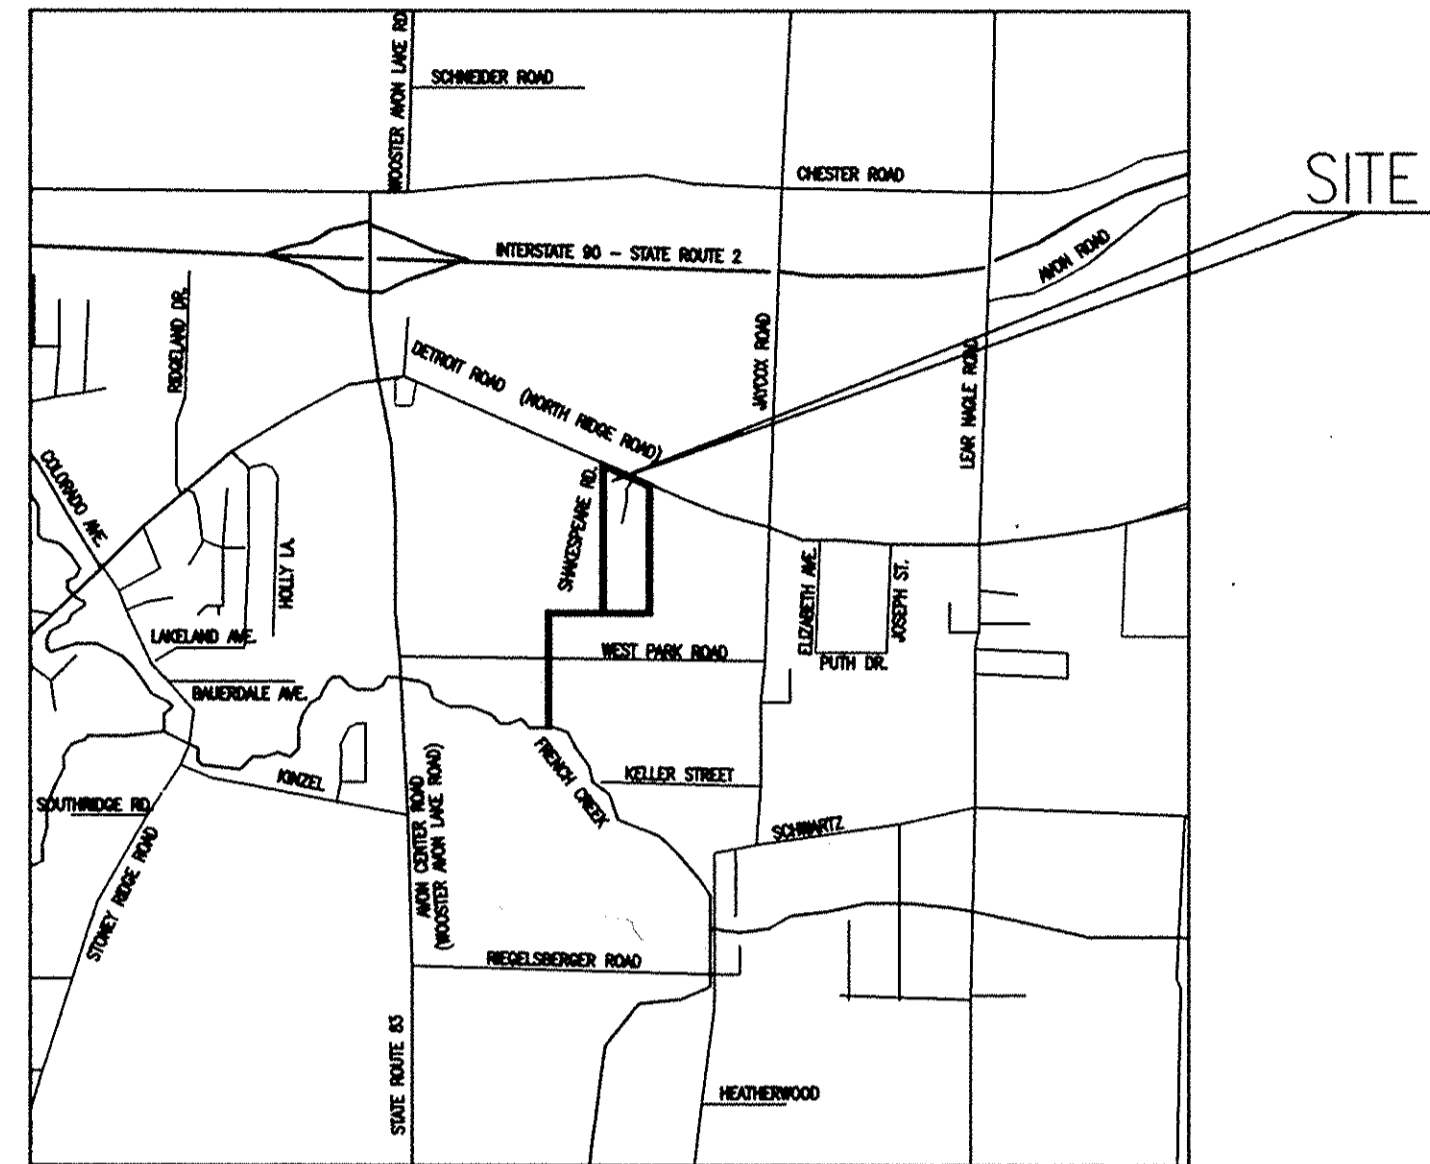 WOOSTER AVON LAKE RD.
SCHNEIDER ROAD
CHESTER ROAD
SITE
INTERSTATE 90 - STATE ROUTE 2
AVON ROAD
RIDGELAND DR.
DETROIT ROAD (NORTH RIDGE ROAD)
JAYCOX ROAD
LEAR NAGLE ROAD
COLORADO AVE.
SHAKESPEARE RD.
HOLLY LA.
ELIZABETH AVE.
JOSEPH ST.
LAKELAND AVE.
WEST PARK ROAD
PUTH DR.
BAUERDALE AVE.
FRENCH CREEK
KINZEL
KELLER STREET
SOUTHRIDGE RD.
STONEY RIDGE ROAD
AVON CENTER ROAD
(WOOSTER AVON LAKE ROAD)
SCHWARTZ
RIEGELSBERGER ROAD
STATE ROUTE 83
HEATHERWOOD